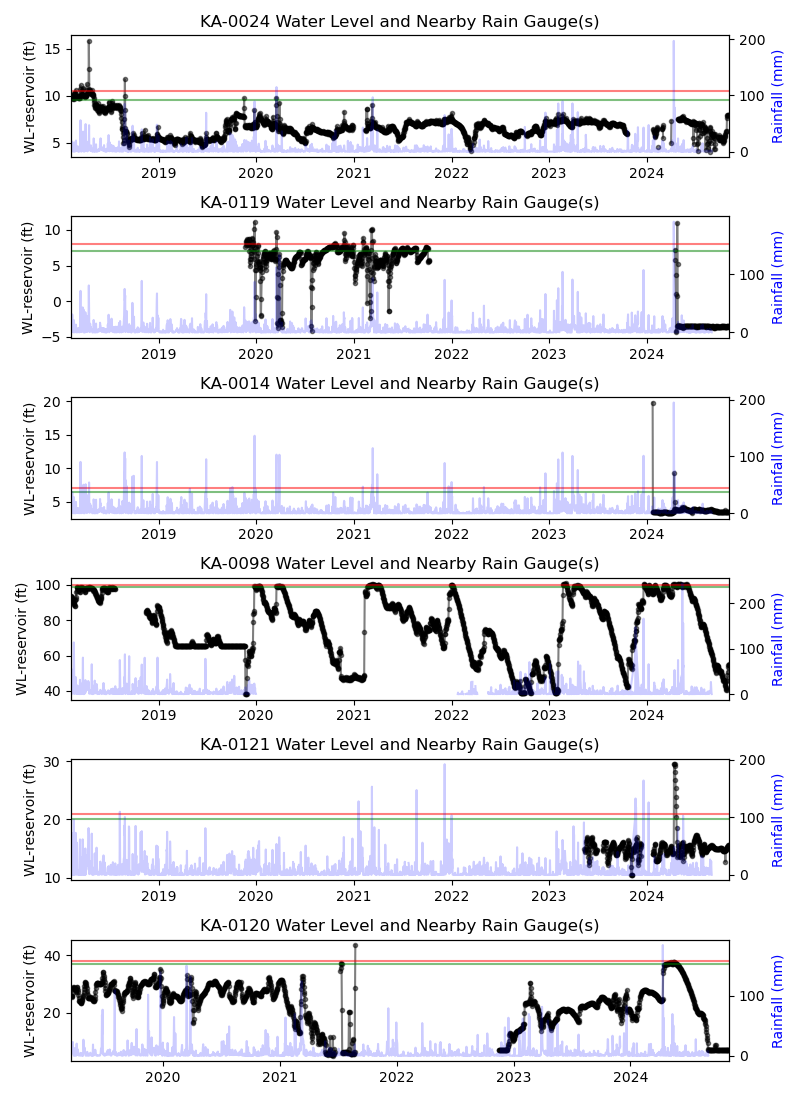 KA-0024 Water Level and Nearby Rain Gauge(s)
WL-reservoir (ft)
15
10
5
200
100
0
Rainfall (mm)
2019 2020 2021 2022 2023 2024
KA-0119 Water Level and Nearby Rain Gauge(s)
WL-reservoir (ft)
10
5
0
−5
100
0
Rainfall (mm)
2019 2020 2021 2022 2023 2024
KA-0014 Water Level and Nearby Rain Gauge(s)
WL-reservoir (ft)
20
15
10
5
200
100
0
Rainfall (mm)
2019 2020 2021 2022 2023 2024
KA-0098 Water Level and Nearby Rain Gauge(s)
WL-reservoir (ft)
100
80
60
40
200
100
0
Rainfall (mm)
2019 2020 2021 2022 2023 2024
KA-0121 Water Level and Nearby Rain Gauge(s)
WL-reservoir (ft)
30
20
10
200
100
0
Rainfall (mm)
2019 2020 2021 2022 2023 2024
KA-0120 Water Level and Nearby Rain Gauge(s)
WL-reservoir (ft)
40
20
100
0
Rainfall (mm)
2020 2021 2022 2023 2024